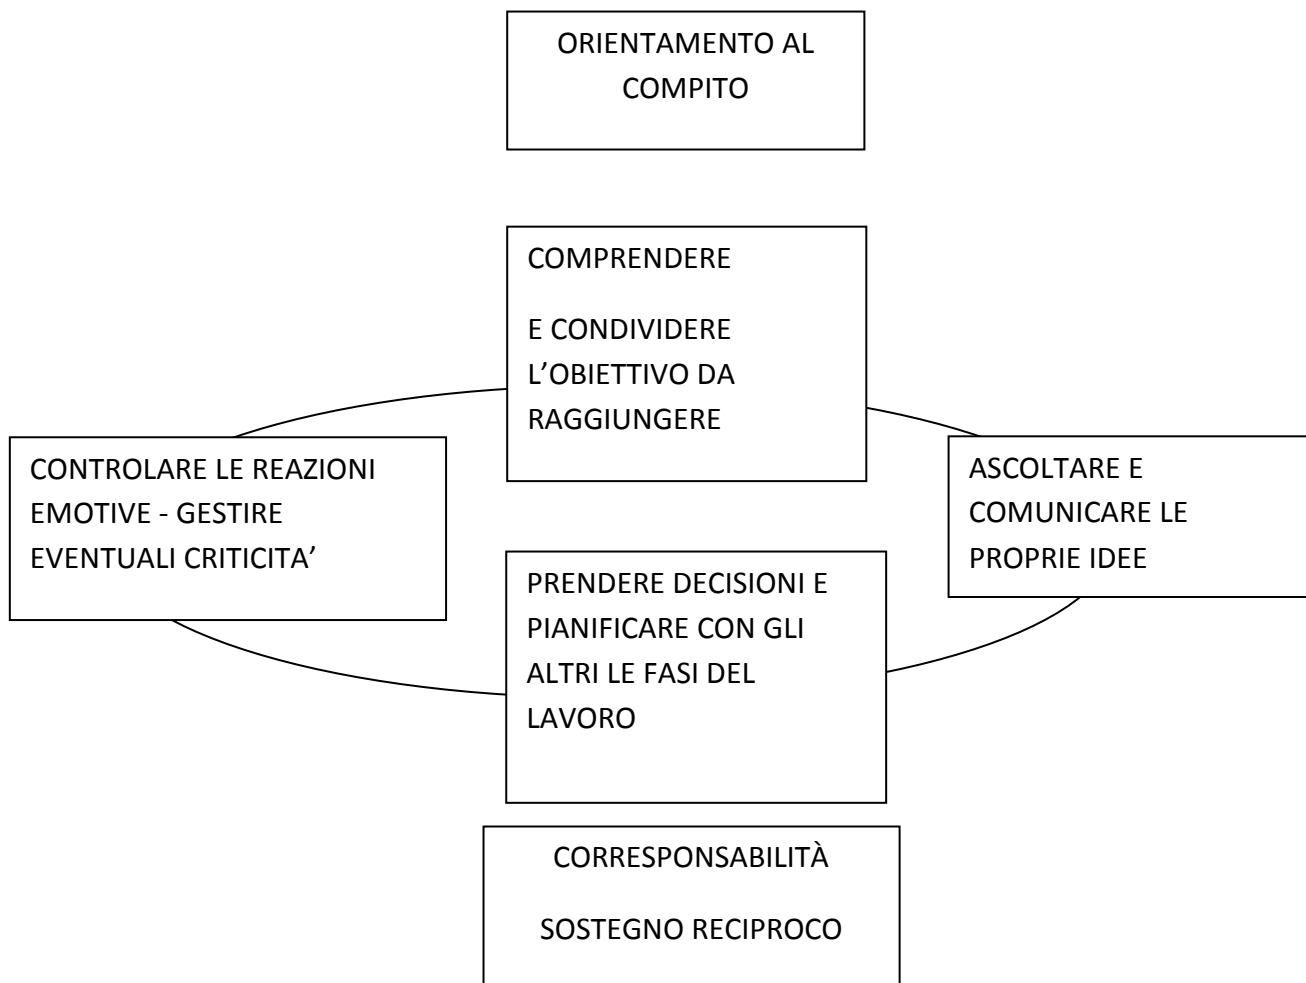 ORIENTAMENTO AL
COMPITO
COMPRENDERE
E CONDIVIDERE
L’OBIETTIVO DA
RAGGIUNGERE
CONTROLARE LE REAZIONI
EMOTIVE - GESTIRE
EVENTUALI CRITICITA’
ASCOLTARE E
COMUNICARE LE
PROPRIE IDEE
PRENDERE DECISIONI E
PIANIFICARE CON GLI
ALTRI LE FASI DEL
LAVORO
CORRESPONSABILITÀ
SOSTEGNO RECIPROCO